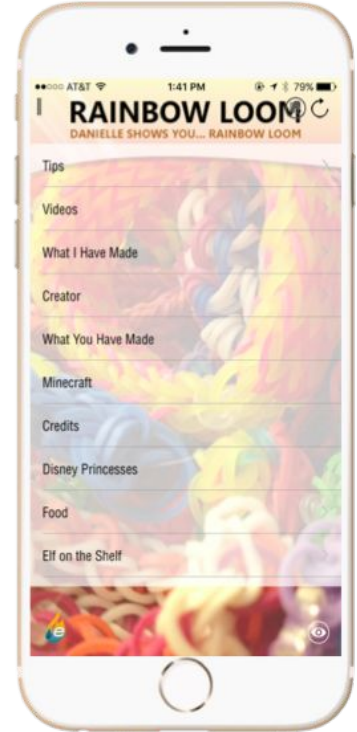 AT&T 1:41 PM 79%
RAINBOW LOOM
DANIELLE SHOWS YOU... RAINBOW LOOM
Tips
Videos
What I Have Made
Creator
What You Have Made
Minecraft
Credits
Disney Princesses
Food
Elf on the Shelf
e